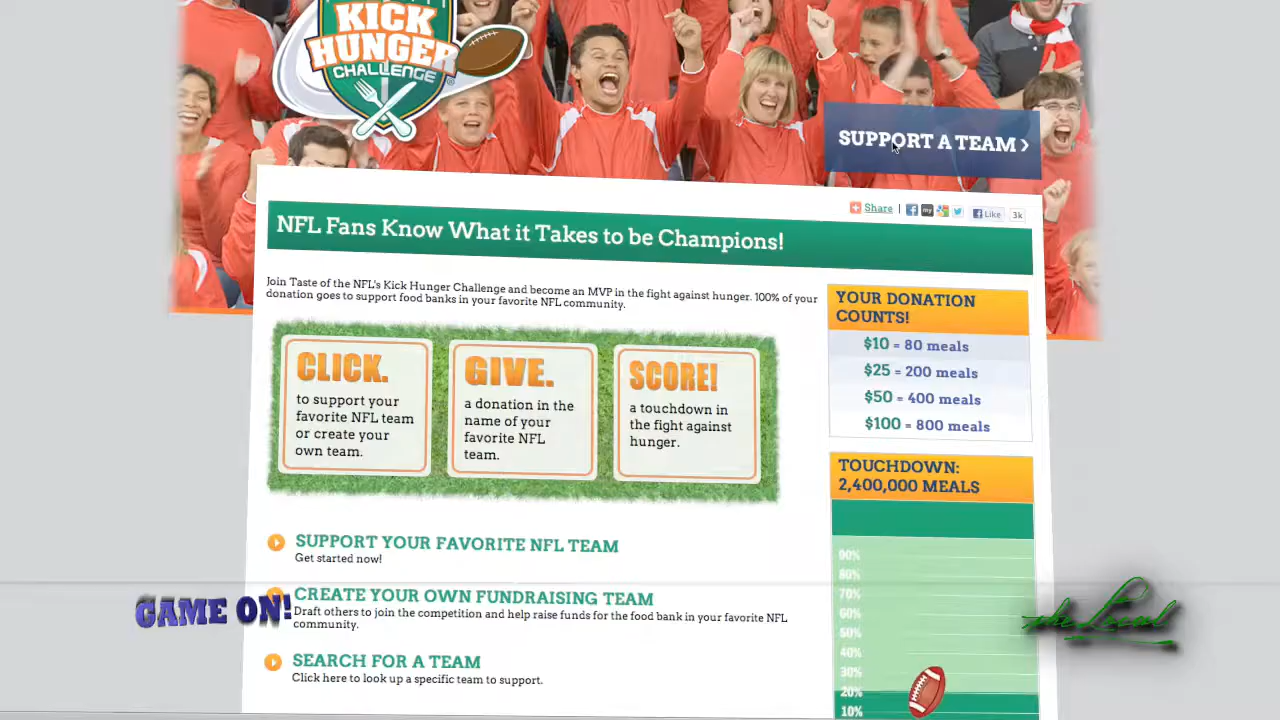 KICK
HUNGER
CHALLENGE
SUPPORT A TEAM >
Share | Like 3k
NFL Fans Know What it Takes to be Champions!
Join Taste of the NFL's Kick Hunger Challenge and become an MVP in the fight against hunger. 100% of your
donation goes to support food banks in your favorite NFL community.
CLICK.
to support your
favorite NFL team
or create your
own team.
GIVE.
a donation in the
name of your
favorite NFL
team.
SCORE!
a touchdown in
the fight against
hunger.
YOUR DONATION
COUNTS!
$10 = 80 meals
$25 = 200 meals
$50 = 400 meals
$100 = 800 meals
TOUCHDOWN:
2,400,000 MEALS
90%
80%
70%
60%
50%
40%
30%
20%
10%
SUPPORT YOUR FAVORITE NFL TEAM
Get started now!
CREATE YOUR OWN FUNDRAISING TEAM
Draft others to join the competition and help raise funds for the food bank in your favorite NFL
community.
SEARCH FOR A TEAM
Click here to look up a specific team to support.
GAME ON!
the Local